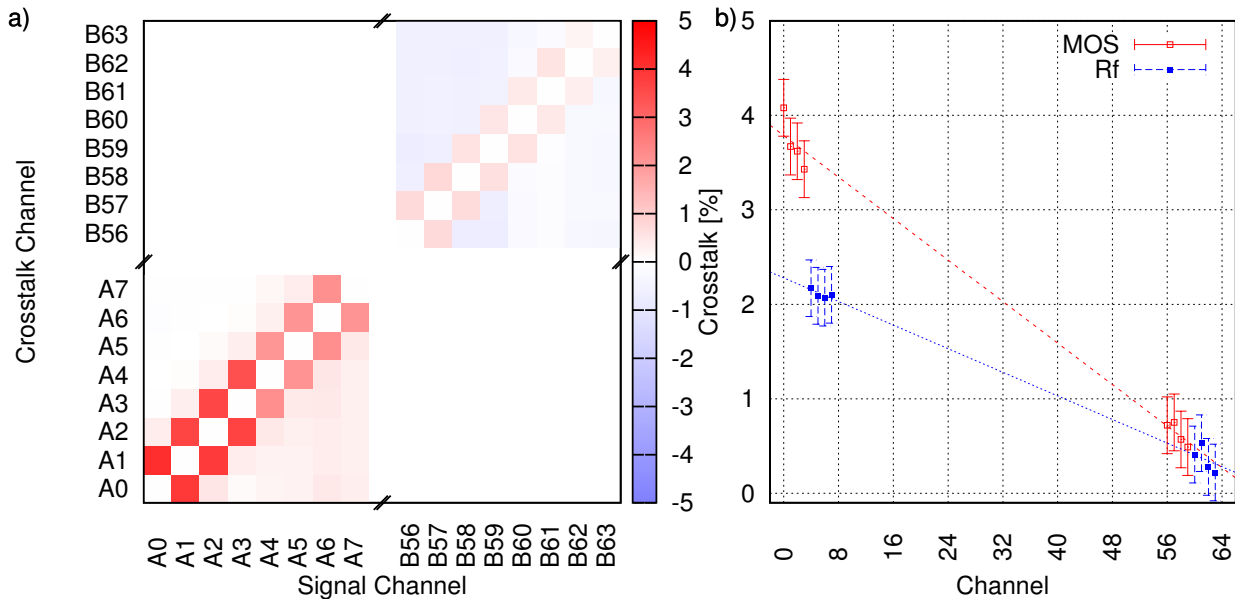 a)
B63
B62
B61
B60
B59
B58
B57
B56
A7
A6
A5
A4
A3
A2
A1
A0
Crosstalk Channel
A0 A1 A2 A3 A4 A5 A6 A7 B56 B57 B58 B59 B60 B61 B62 B63
Signal Channel
5
4
3
2
1
0
-1
-2
-3
-4
-5
b)
MOS
Rf
5
4
3
2
1
0
Crosstalk [%]
0 8 16 24 32 40 48 56 64
Channel